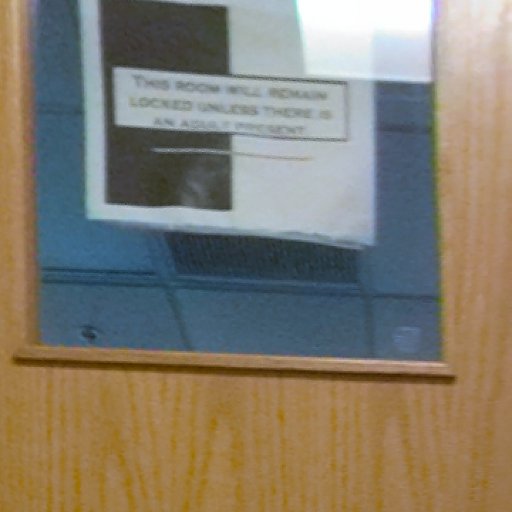 THIS ROOM WILL REMAIN
LOCKED UNLESS THERE IS
AN ADULT PRESENT